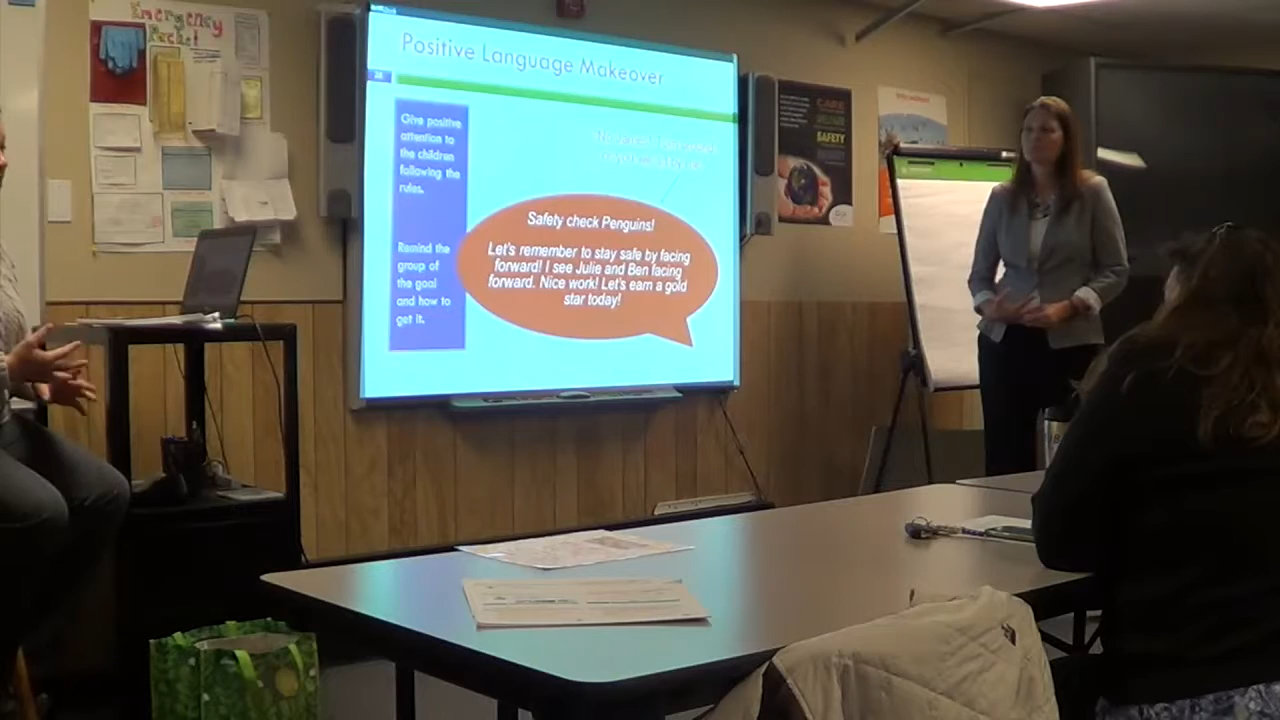 Emergency
Packet
Positive Language Makeover
Give positive
attention to
the children
following the
rules.
Remind the
group of
the goal
and how to
get it.
Safety check Penguins!
Let's remember to stay safe by facing
forward! I see Julie and Ben facing
forward. Nice work! Let's earn a gold
star today!
CARE
SAFETY